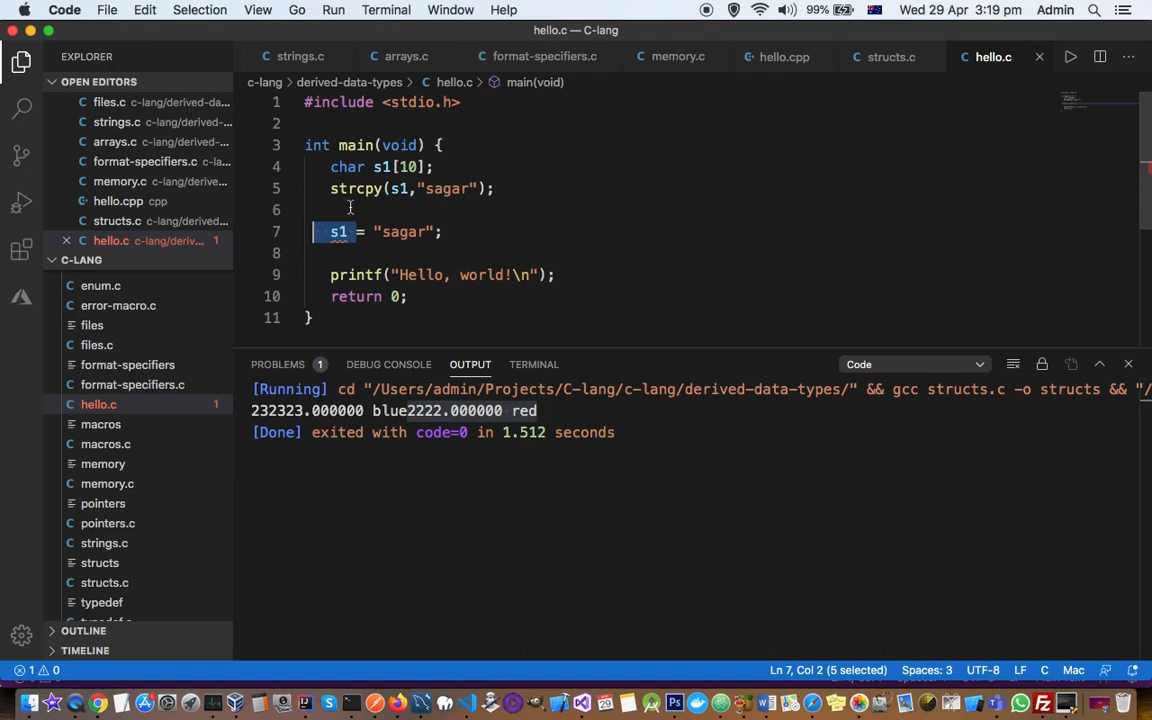 Code File Edit Selection View Go Run Terminal Window Help 99% Wed 29 Apr 3:19 pm Admin
hello.c — C-lang
EXPLORER
strings.c arrays.c format-specifiers.c memory.c hello.cpp structs.c hello.c
OPEN EDITORS
files.c c-lang/derived-da...
strings.c c-lang/derived-...
arrays.c c-lang/derived-...
format-specifiers.c c-la...
memory.c c-lang/derive...
hello.cpp cpp
structs.c c-lang/derived...
hello.c c-lang/deriv... 1
C-LANG
enum.c
error-macro.c
files
files.c
format-specifiers
format-specifiers.c
hello.c 1
macros
macros.c
memory
memory.c
pointers
pointers.c
strings.c
structs
structs.c
typedef
typedef.c
OUTLINE
TIMELINE
c-lang > derived-data-types > hello.c > main(void)
1 #include <stdio.h>
2
3 int main(void) {
4 char s1[10];
5 strcpy(s1,"sagar");
6
7 s1 = "sagar";
8
9 printf("Hello, world!\n");
10 return 0;
11 }
PROBLEMS 1 DEBUG CONSOLE OUTPUT TERMINAL Code
[Running] cd "/Users/admin/Projects/C-lang/c-lang/derived-data-types/" && gcc structs.c -o structs && "/
232323.000000 blue2222.000000 red
[Done] exited with code=0 in 1.512 seconds
1 0 Ln 7, Col 2 (5 selected) Spaces: 3 UTF-8 LF C Mac